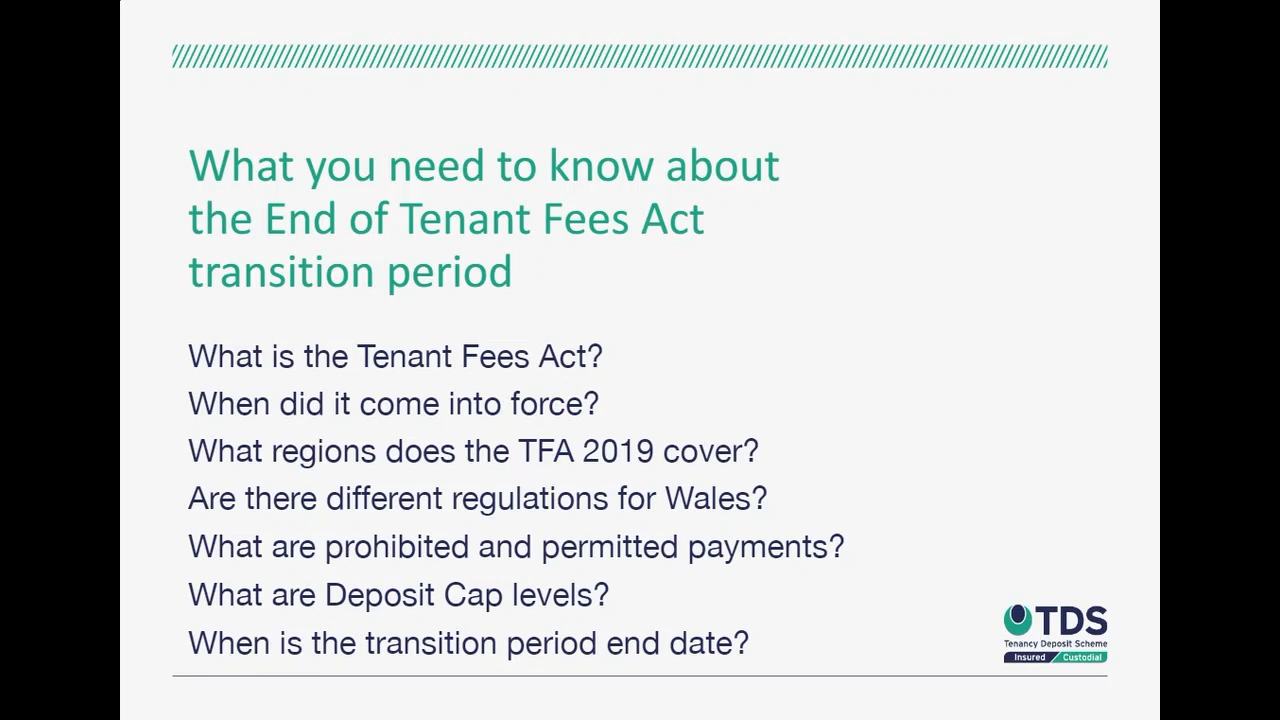 What you need to know about
the End of Tenant Fees Act
transition period
What is the Tenant Fees Act?
When did it come into force?
What regions does the TFA 2019 cover?
Are there different regulations for Wales?
What are prohibited and permitted payments?
What are Deposit Cap levels?
When is the transition period end date?
TDS
Tenancy Deposit Scheme
Insured Custodial